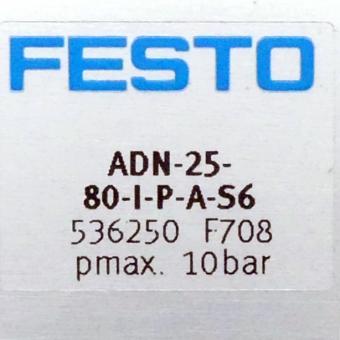 FESTO
ADN-25-
80-I-P-A-S6
536250 F708
pmax. 10bar